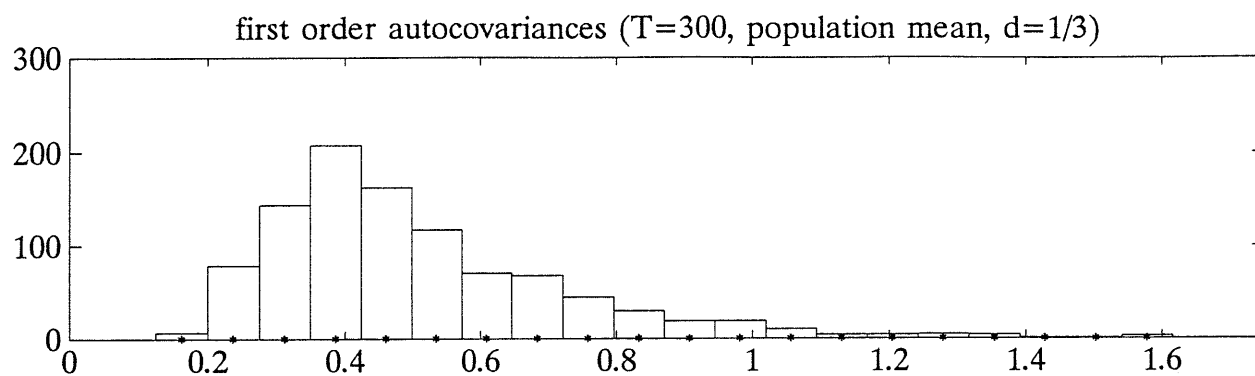 first order autocovariances (T=300, population mean, d=1/3)
300
200
100
0
0 0.2 0.4 0.6 0.8 1 1.2 1.4 1.6